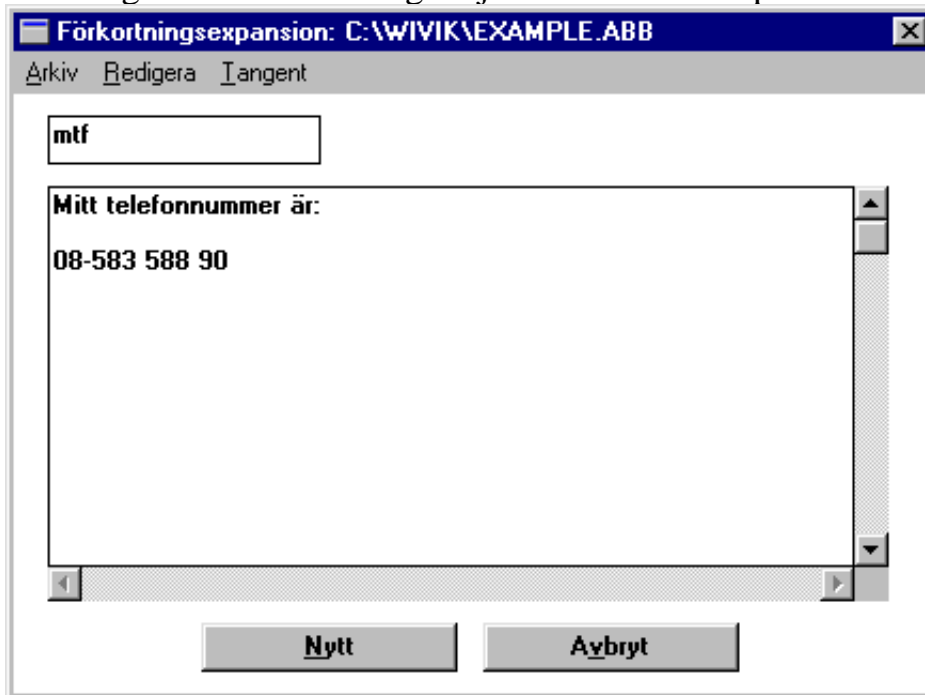 Förkortningsexpansion: C:\WIVIK\EXAMPLE.ABB
Arkiv Redigera Tangent
mtf
Mitt telefonnummer är:
08-583 588 90
Nytt Avbryt